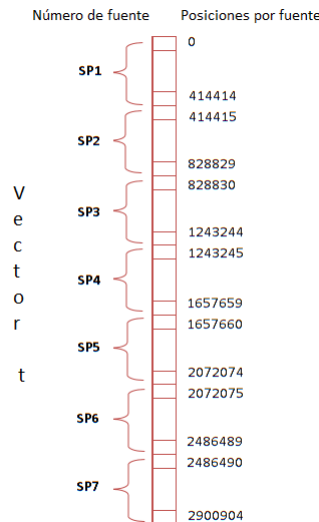 Número de fuente Posiciones por fuente
0
SP1
414414
414415
SP2
828829
828830
SP3
1243244
1243245
SP4
1657659
1657660
SP5
2072074
2072075
SP6
2486489
2486490
SP7
2900904
Vector t